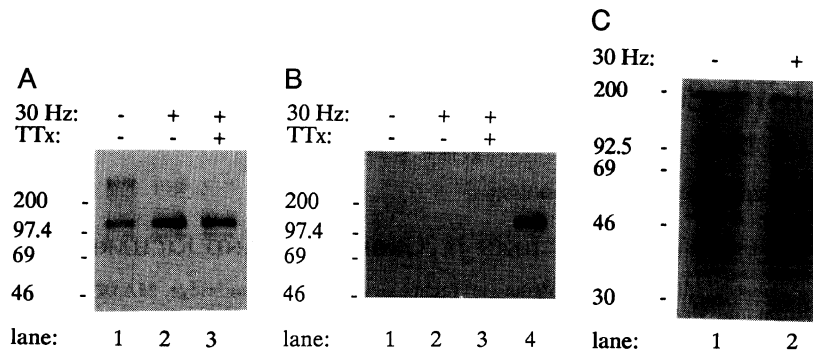 A
30 Hz: - + +
TTx: - - +
200 -
97.4 -
69 -
46 -
lane: 1 2 3
B
30 Hz: - + +
TTx: - - +
200 -
97.4 -
69 -
46 -
lane: 1 2 3 4
C
30 Hz: - +
200 -
92.5 -
69 -
46 -
30 -
lane: 1 2